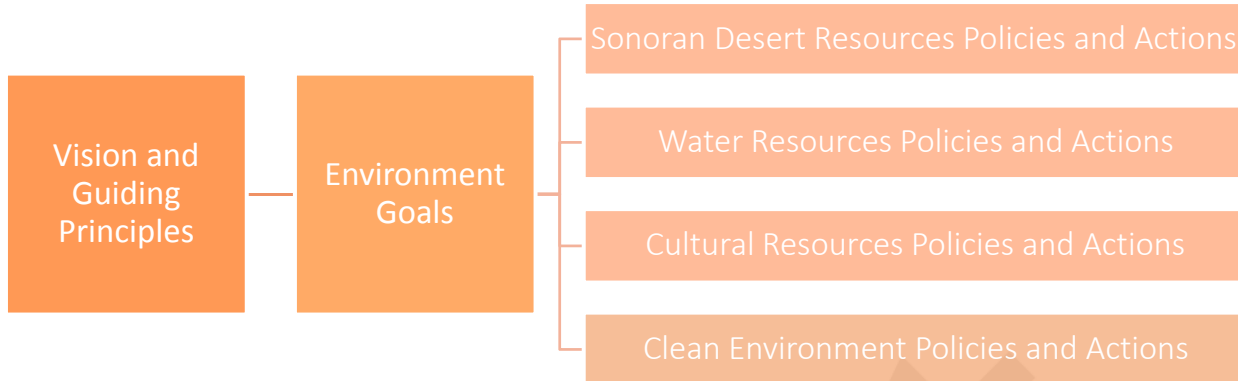 Vision and
Guiding
Principles
Environment
Goals
Sonoran Desert Resources Policies and Actions
Water Resources Policies and Actions
Cultural Resources Policies and Actions
Clean Environment Policies and Actions